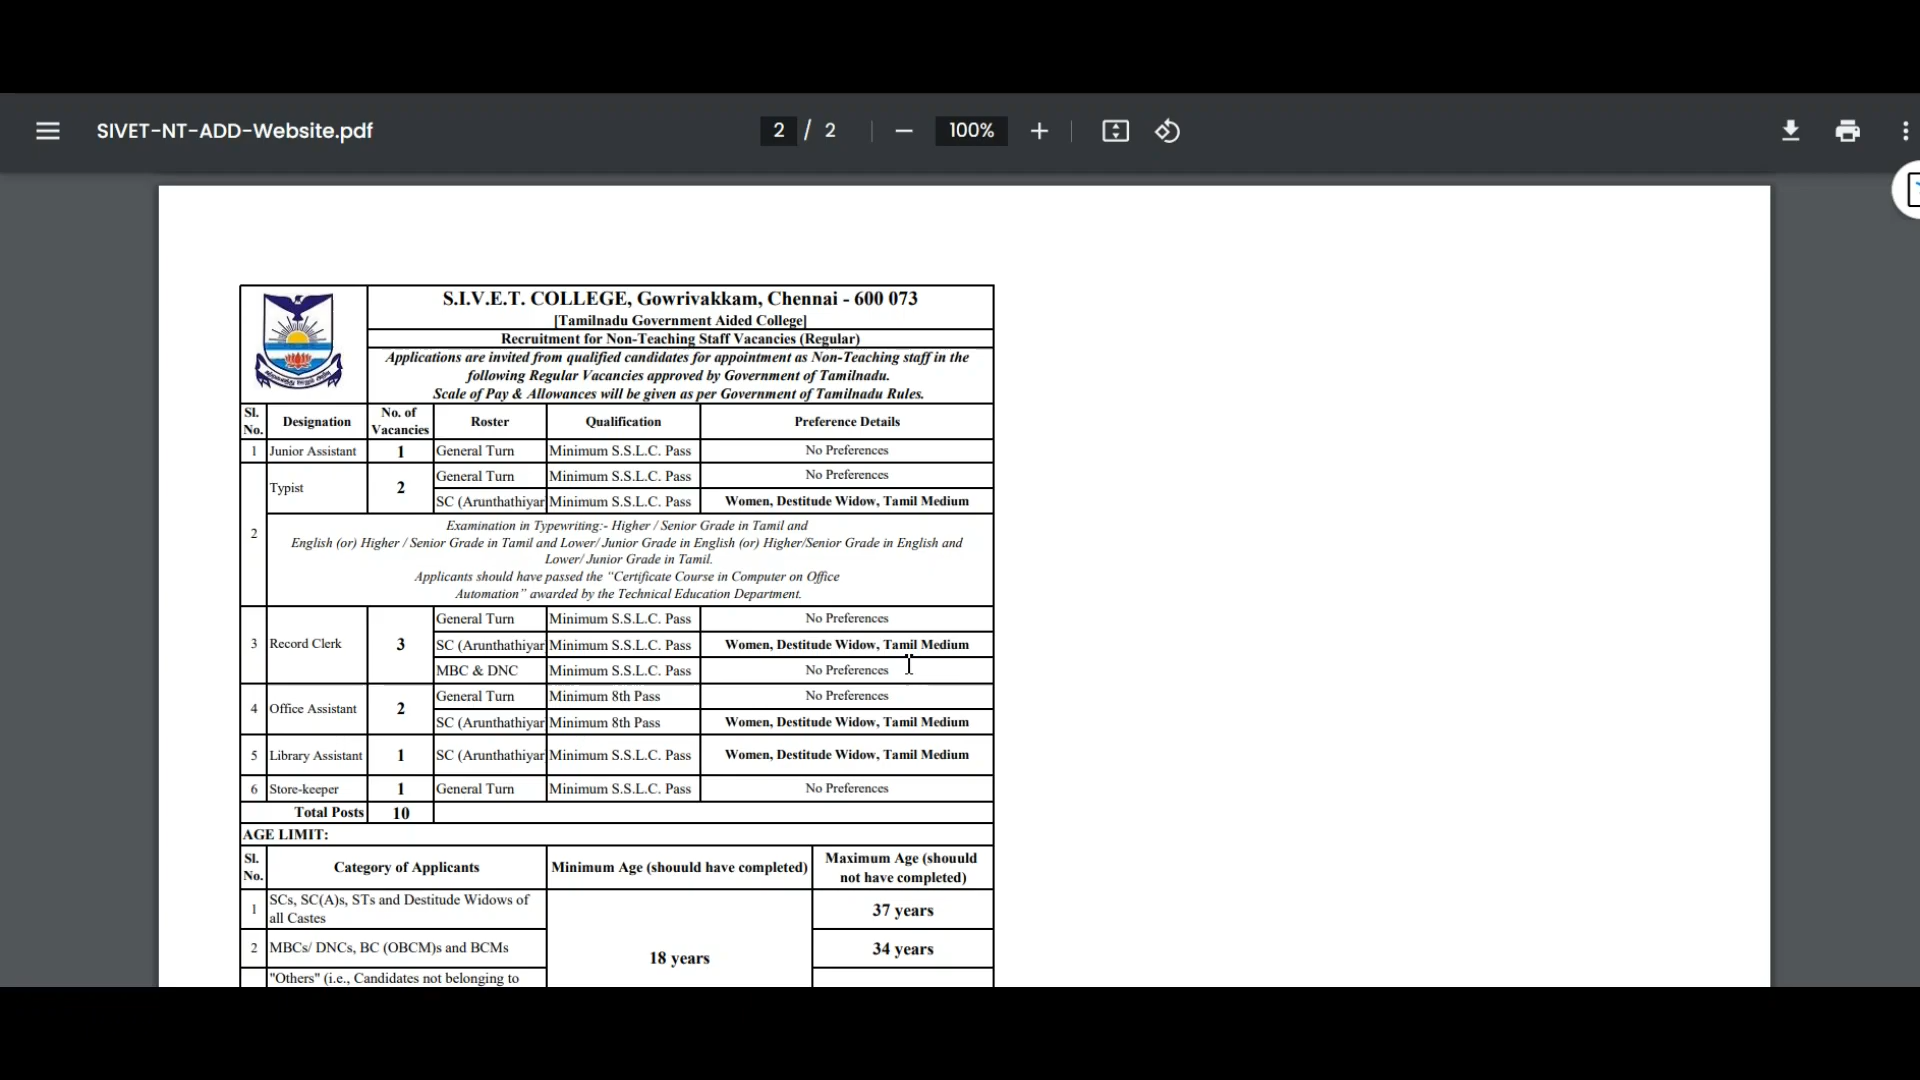 SIVET-NT-ADD-Website.pdf
2 / 2
100%
S.I.V.E.T. COLLEGE, Gowrivakkam, Chennai - 600 073
[Tamilnadu Government Aided College]
Recruitment for Non-Teaching Staff Vacancies (Regular)
Applications are invited from qualified candidates for appointment as Non-Teaching staff in the
following Regular Vacancies approved by Government of Tamilnadu.
Scale of Pay & Allowances will be given as per Government of Tamilnadu Rules.
Sl. No. Designation No. of Vacancies Roster Qualification Preference Details
1 Junior Assistant 1 General Turn Minimum S.S.L.C. Pass No Preferences
2 Typist 2 General Turn Minimum S.S.L.C. Pass No Preferences
SC (Arunthathiyar Minimum S.S.L.C. Pass Women, Destitude Widow, Tamil Medium
Examination in Typewriting:- Higher / Senior Grade in Tamil and
English (or) Higher / Senior Grade in Tamil and Lower/ Junior Grade in English (or) Higher/Senior Grade in English and
Lower/ Junior Grade in Tamil.
Applicants should have passed the "Certificate Course in Computer on Office
Automation" awarded by the Technical Education Department.
3 Record Clerk 3 General Turn Minimum S.S.L.C. Pass No Preferences
SC (Arunthathiyar Minimum S.S.L.C. Pass Women, Destitude Widow, Tamil Medium
MBC & DNC Minimum S.S.L.C. Pass No Preferences
4 Office Assistant 2 General Turn Minimum 8th Pass No Preferences
SC (Arunthathiyar Minimum 8th Pass Women, Destitude Widow, Tamil Medium
5 Library Assistant 1 SC (Arunthathiyar Minimum S.S.L.C. Pass Women, Destitude Widow, Tamil Medium
6 Store-keeper 1 General Turn Minimum S.S.L.C. Pass No Preferences
Total Posts 10
AGE LIMIT:
Sl. No. Category of Applicants Minimum Age (shouuld have completed) Maximum Age (shouuld not have completed)
1 SCs, SC(A)s, STs and Destitude Widows of all Castes 37 years
2 MBCs/ DNCs, BC (OBCM)s and BCMs 18 years 34 years
"Others" (i.e., Candidates not belonging to